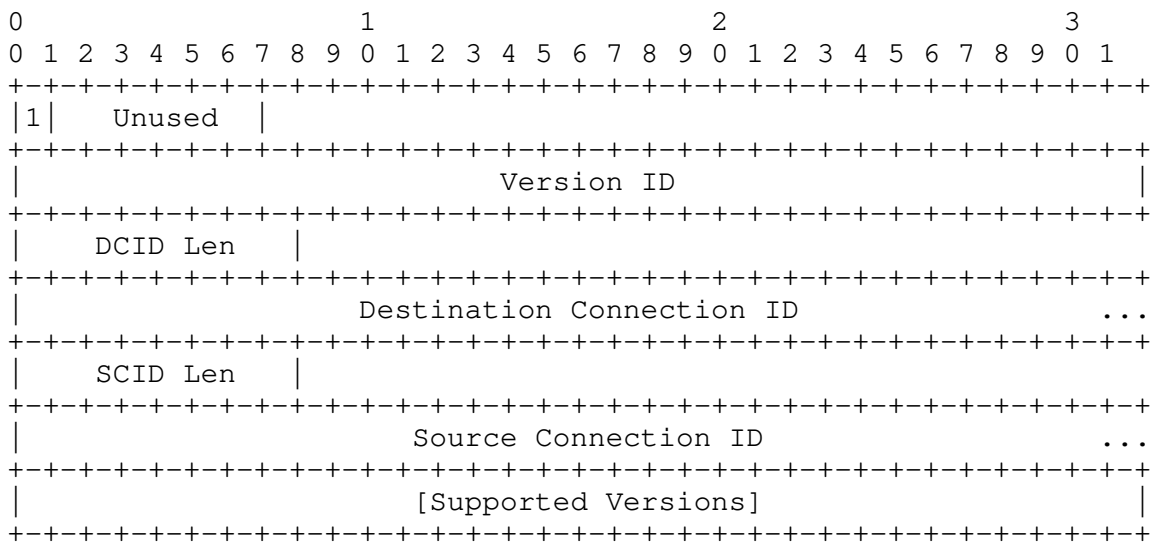 0                   1                   2                   3
0 1 2 3 4 5 6 7 8 9 0 1 2 3 4 5 6 7 8 9 0 1 2 3 4 5 6 7 8 9 0 1
+-+-+-+-+-+-+-+-+-+-+-+-+-+-+-+-+-+-+-+-+-+-+-+-+-+-+-+-+-+-+-+-+
|1|   Unused  |
+-+-+-+-+-+-+-+-+-+-+-+-+-+-+-+-+-+-+-+-+-+-+-+-+-+-+-+-+-+-+-+-+
|                           Version ID                          |
+-+-+-+-+-+-+-+-+-+-+-+-+-+-+-+-+-+-+-+-+-+-+-+-+-+-+-+-+-+-+-+-+
|    DCID Len   |
+-+-+-+-+-+-+-+-+-+-+-+-+-+-+-+-+-+-+-+-+-+-+-+-+-+-+-+-+-+-+-+-+
|                   Destination Connection ID                 ...
+-+-+-+-+-+-+-+-+-+-+-+-+-+-+-+-+-+-+-+-+-+-+-+-+-+-+-+-+-+-+-+-+
|    SCID Len   |
+-+-+-+-+-+-+-+-+-+-+-+-+-+-+-+-+-+-+-+-+-+-+-+-+-+-+-+-+-+-+-+-+
|                      Source Connection ID                   ...
+-+-+-+-+-+-+-+-+-+-+-+-+-+-+-+-+-+-+-+-+-+-+-+-+-+-+-+-+-+-+-+-+
|                      [Supported Versions]                     |
+-+-+-+-+-+-+-+-+-+-+-+-+-+-+-+-+-+-+-+-+-+-+-+-+-+-+-+-+-+-+-+-+